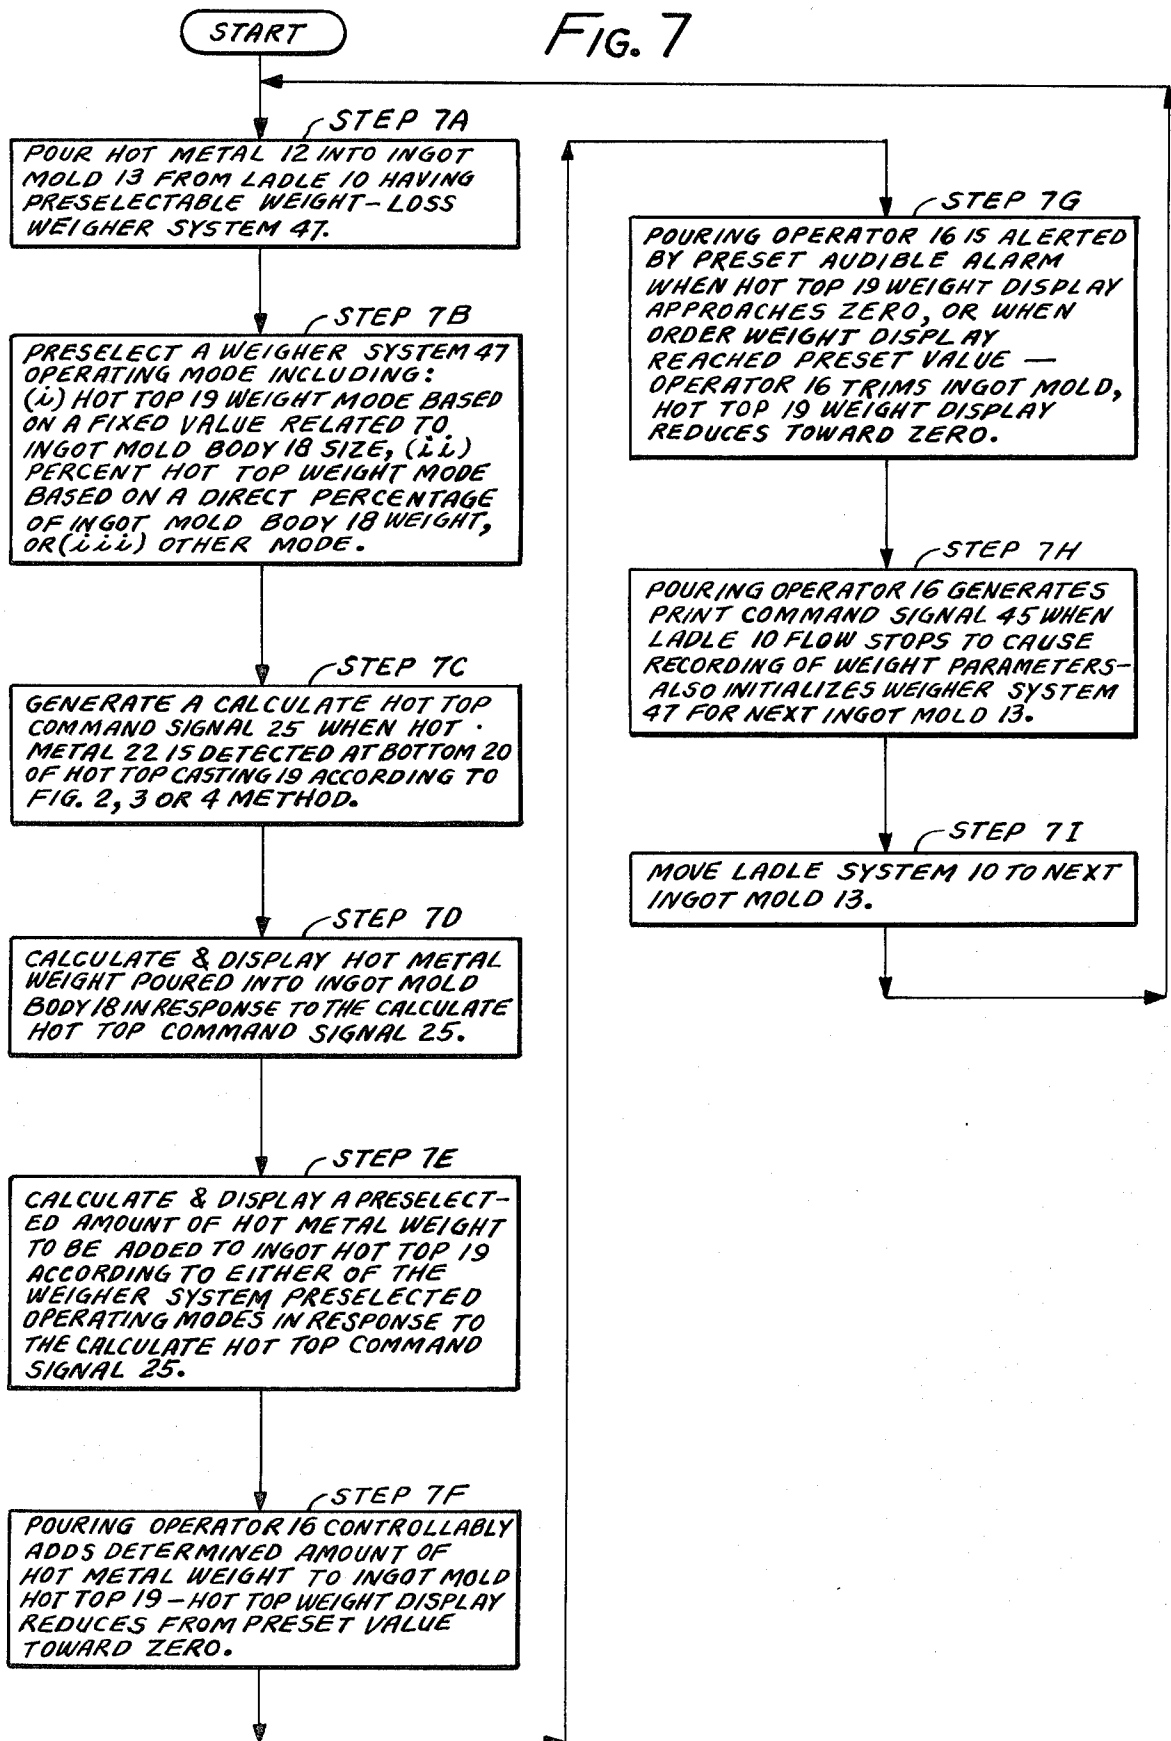 START
FIG. 7
STEP 7A
POUR HOT METAL 12 INTO INGOT
MOLD 13 FROM LADLE 10 HAVING
PRESELECTABLE WEIGHT-LOSS
WEIGHER SYSTEM 47.
STEP 7B
PRESELECT A WEIGHER SYSTEM 47
OPERATING MODE INCLUDING:
(i) HOT TOP 19 WEIGHT MODE BASED
ON A FIXED VALUE RELATED TO
INGOT MOLD BODY 18 SIZE, (ii)
PERCENT HOT TOP WEIGHT MODE
BASED ON A DIRECT PERCENTAGE
OF INGOT MOLD BODY 18 WEIGHT,
OR (iii) OTHER MODE.
STEP 7C
GENERATE A CALCULATE HOT TOP
COMMAND SIGNAL 25 WHEN HOT
METAL 22 IS DETECTED AT BOTTOM 20
OF HOT TOP CASTING 19 ACCORDING TO
FIG. 2, 3 OR 4 METHOD.
STEP 7D
CALCULATE & DISPLAY HOT METAL
WEIGHT POURED INTO INGOT MOLD
BODY 18 IN RESPONSE TO THE CALCULATE
HOT TOP COMMAND SIGNAL 25.
STEP 7E
CALCULATE & DISPLAY A PRESELECT-
ED AMOUNT OF HOT METAL WEIGHT
TO BE ADDED TO INGOT HOT TOP 19
ACCORDING TO EITHER OF THE
WEIGHER SYSTEM PRESELECTED
OPERATING MODES IN RESPONSE TO
THE CALCULATE HOT TOP COMMAND
SIGNAL 25.
STEP 7F
POURING OPERATOR 16 CONTROLLABLY
ADDS DETERMINED AMOUNT OF
HOT METAL WEIGHT TO INGOT MOLD
HOT TOP 19 – HOT TOP WEIGHT DISPLAY
REDUCES FROM PRESET VALUE
TOWARD ZERO.
STEP 7G
POURING OPERATOR 16 IS ALERTED
BY PRESET AUDIBLE ALARM
WHEN HOT TOP 19 WEIGHT DISPLAY
APPROACHES ZERO, OR WHEN
ORDER WEIGHT DISPLAY
REACHED PRESET VALUE —
OPERATOR 16 TRIMS INGOT MOLD,
HOT TOP 19 WEIGHT DISPLAY
REDUCES TOWARD ZERO.
STEP 7H
POURING OPERATOR 16 GENERATES
PRINT COMMAND SIGNAL 45 WHEN
LADLE 10 FLOW STOPS TO CAUSE
RECORDING OF WEIGHT PARAMETERS-
ALSO INITIALIZES WEIGHER SYSTEM
47 FOR NEXT INGOT MOLD 13.
STEP 7I
MOVE LADLE SYSTEM 10 TO NEXT
INGOT MOLD 13.